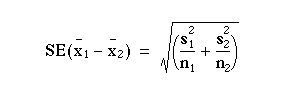 SE(x̄₁ − x̄₂) = √(s₁²/n₁ + s₂²/n₂)